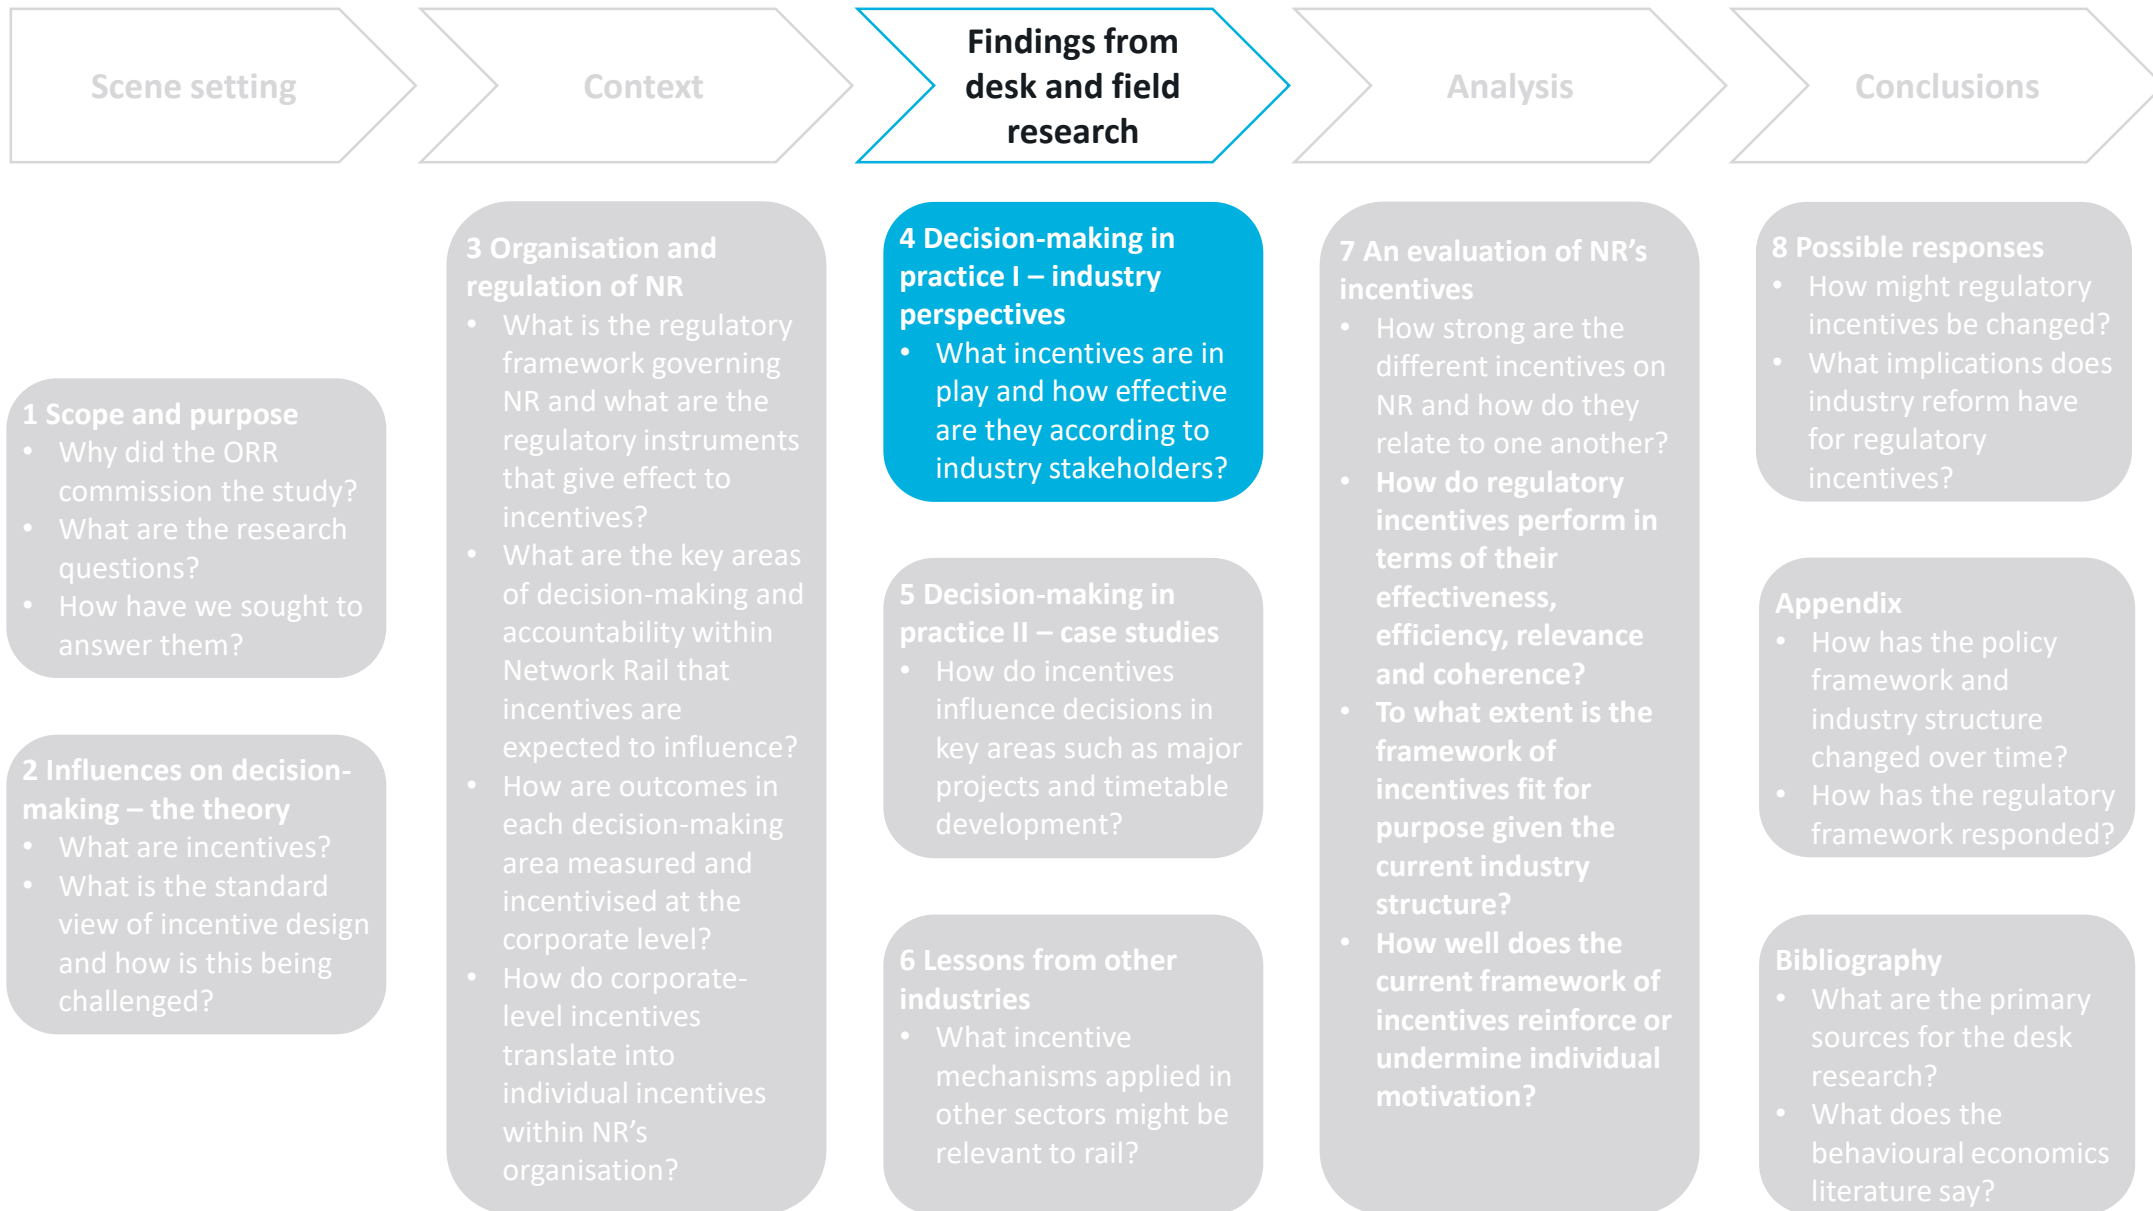 Scene setting
Context
Findings from
desk and field
research
Analysis
Conclusions
1 Scope and purpose
• Why did the ORR
commission the study?
• What are the research
questions?
• How have we sought to
answer them?
2 Influences on decision-
making – the theory
• What are incentives?
• What is the standard
view of incentive design
and how is this being
challenged?
3 Organisation and
regulation of NR
• What is the regulatory
framework governing
NR and what are the
regulatory instruments
that give effect to
incentives?
• What are the key areas
of decision-making and
accountability within
Network Rail that
incentives are
expected to influence?
• How are outcomes in
each decision-making
area measured and
incentivised at the
corporate level?
• How do corporate-
level incentives
translate into
individual incentives
within NR's
organisation?
4 Decision-making in
practice I – industry
perspectives
• What incentives are in
play and how effective
are they according to
industry stakeholders?
5 Decision-making in
practice II – case studies
• How do incentives
influence decisions in
key areas such as major
projects and timetable
development?
6 Lessons from other
industries
• What incentive
mechanisms applied in
other sectors might be
relevant to rail?
7 An evaluation of NR's
incentives
• How strong are the
different incentives on
NR and how do they
relate to one another?
• How do regulatory
incentives perform in
terms of their
effectiveness,
efficiency, relevance
and coherence?
• To what extent is the
framework of
incentives fit for
purpose given the
current industry
structure?
• How well does the
current framework of
incentives reinforce or
undermine individual
motivation?
8 Possible responses
• How might regulatory
incentives be changed?
• What implications does
industry reform have
for regulatory
incentives?
Appendix
• How has the policy
framework and
industry structure
changed over time?
• How has the regulatory
framework responded?
Bibliography
• What are the primary
sources for the desk
research?
• What does the
behavioural economics
literature say?